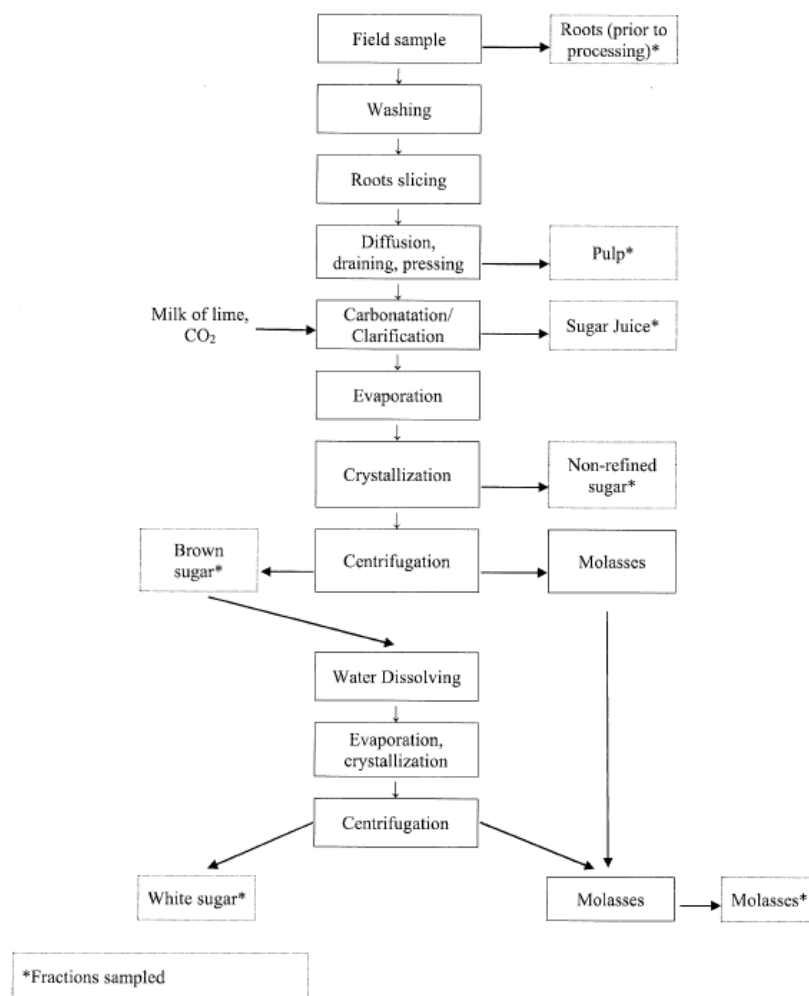 Field sample
Roots (prior to
processing)*
Washing
Roots slicing
Diffusion,
draining, pressing
Pulp*
Milk of lime,
CO₂
Carbonatation/
Clarification
Sugar Juice*
Evaporation
Crystallization
Non-refined
sugar*
Brown
sugar*
Centrifugation
Molasses
Water Dissolving
Evaporation,
crystallization
Centrifugation
White sugar*
Molasses
Molasses*
*Fractions sampled